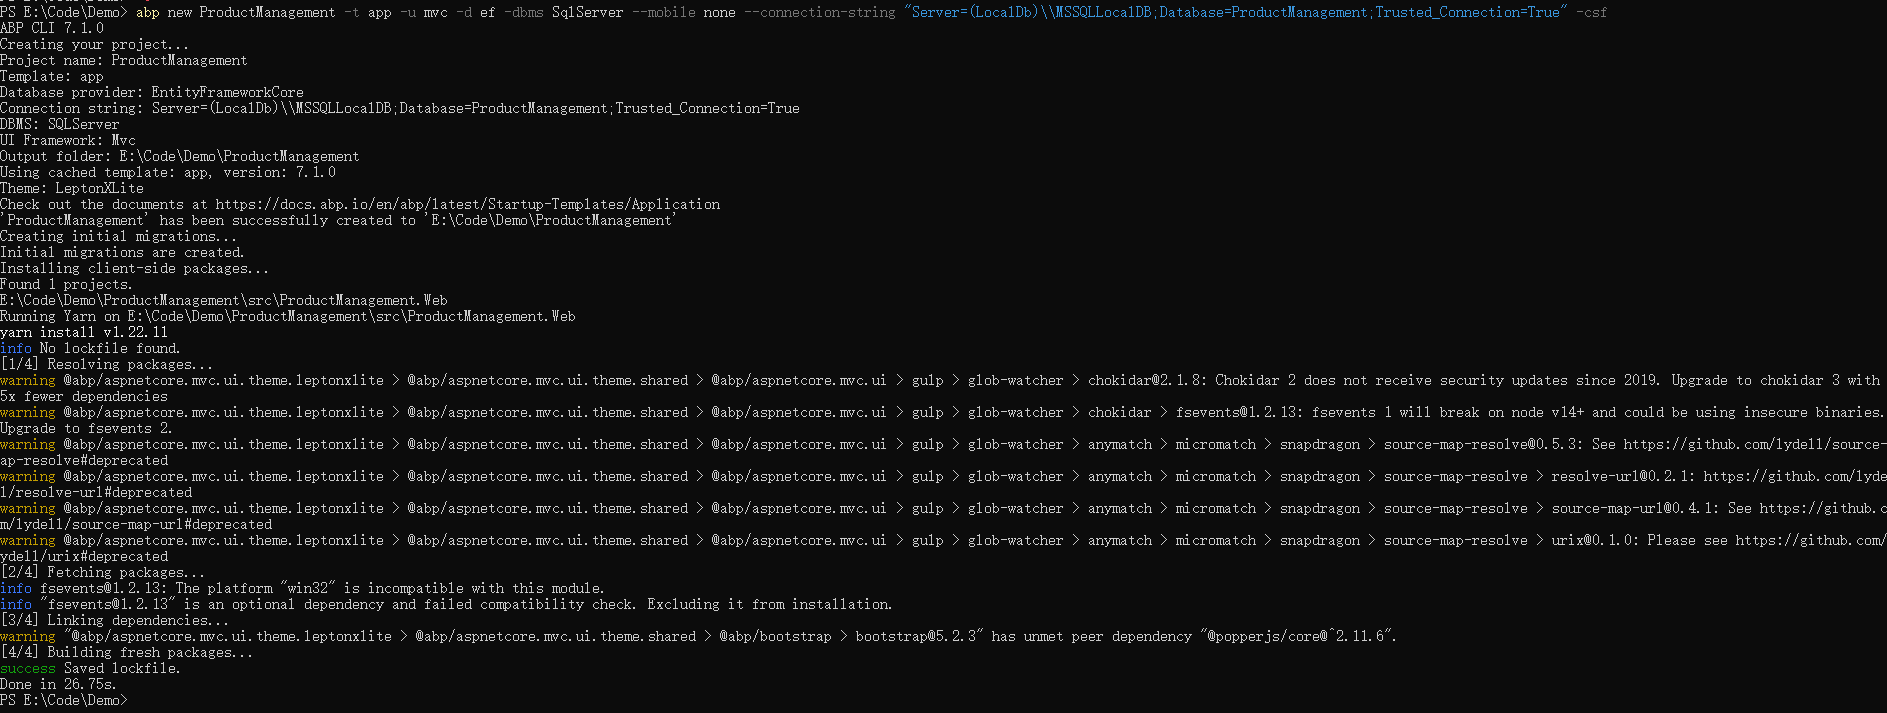 PS E:\Code\Demo> abp new ProductManagement -t app -u mvc -d ef -dbms SqlServer --mobile none --connection-string "Server=(LocalDb)\\MSSQLLocalDB;Database=ProductManagement;Trusted_Connection=True" -csf
ABP CLI 7.1.0
Creating your project...
Project name: ProductManagement
Template: app
Database provider: EntityFrameworkCore
Connection string: Server=(LocalDb)\\MSSQLLocalDB;Database=ProductManagement;Trusted_Connection=True
DBMS: SQLServer
UI Framework: Mvc
Output folder: E:\Code\Demo\ProductManagement
Using cached template: app, version: 7.1.0
Theme: LeptonXLite
Check out the documents at https://docs.abp.io/en/abp/latest/Startup-Templates/Application
'ProductManagement' has been successfully created to 'E:\Code\Demo\ProductManagement'
Creating initial migrations...
Initial migrations are created.
Installing client-side packages...
Found 1 projects.
E:\Code\Demo\ProductManagement\src\ProductManagement.Web
Running Yarn on E:\Code\Demo\ProductManagement\src\ProductManagement.Web
yarn install v1.22.11
info No lockfile found.
[1/4] Resolving packages...
warning @abp/aspnetcore.mvc.ui.theme.leptonxlite > @abp/aspnetcore.mvc.ui.theme.shared > @abp/aspnetcore.mvc.ui > gulp > glob-watcher > chokidar@2.1.8: Chokidar 2 does not receive security updates since 2019. Upgrade to chokidar 3 with
5x fewer dependencies
warning @abp/aspnetcore.mvc.ui.theme.leptonxlite > @abp/aspnetcore.mvc.ui.theme.shared > @abp/aspnetcore.mvc.ui > gulp > glob-watcher > chokidar > fsevents@1.2.13: fsevents 1 will break on node v14+ and could be using insecure binaries.
Upgrade to fsevents 2.
warning @abp/aspnetcore.mvc.ui.theme.leptonxlite > @abp/aspnetcore.mvc.ui.theme.shared > @abp/aspnetcore.mvc.ui > gulp > glob-watcher > anymatch > micromatch > snapdragon > source-map-resolve@0.5.3: See https://github.com/lydell/source-
ap-resolve#deprecated
warning @abp/aspnetcore.mvc.ui.theme.leptonxlite > @abp/aspnetcore.mvc.ui.theme.shared > @abp/aspnetcore.mvc.ui > gulp > glob-watcher > anymatch > micromatch > snapdragon > source-map-resolve > resolve-url@0.2.1: https://github.com/lyde
l/resolve-url#deprecated
warning @abp/aspnetcore.mvc.ui.theme.leptonxlite > @abp/aspnetcore.mvc.ui.theme.shared > @abp/aspnetcore.mvc.ui > gulp > glob-watcher > anymatch > micromatch > snapdragon > source-map-resolve > source-map-url@0.4.1: See https://github.c
m/lydell/source-map-url#deprecated
warning @abp/aspnetcore.mvc.ui.theme.leptonxlite > @abp/aspnetcore.mvc.ui.theme.shared > @abp/aspnetcore.mvc.ui > gulp > glob-watcher > anymatch > micromatch > snapdragon > source-map-resolve > urix@0.1.0: Please see https://github.com/
ydell/urix#deprecated
[2/4] Fetching packages...
info fsevents@1.2.13: The platform "win32" is incompatible with this module.
info "fsevents@1.2.13" is an optional dependency and failed compatibility check. Excluding it from installation.
[3/4] Linking dependencies...
warning "@abp/aspnetcore.mvc.ui.theme.leptonxlite > @abp/aspnetcore.mvc.ui.theme.shared > @abp/bootstrap > bootstrap@5.2.3" has unmet peer dependency "@popperjs/core@^2.11.6".
[4/4] Building fresh packages...
success Saved lockfile.
Done in 26.75s.
PS E:\Code\Demo>